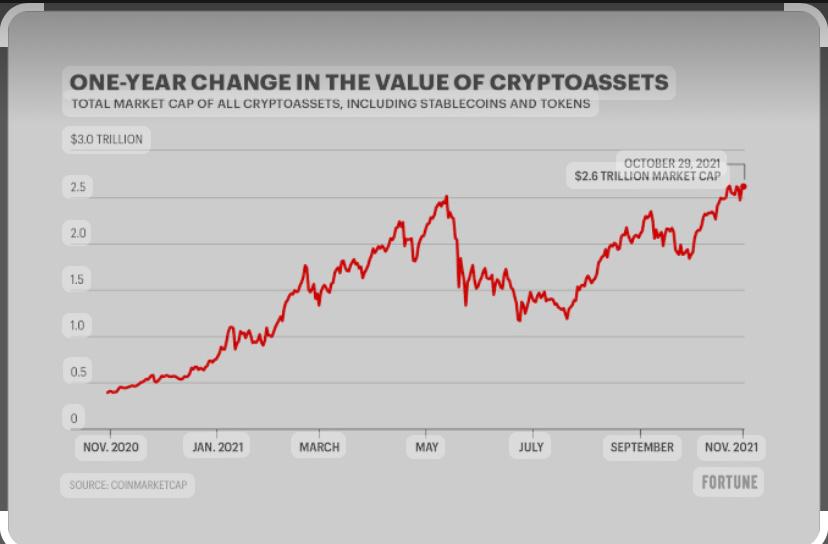 ONE-YEAR CHANGE IN THE VALUE OF CRYPTOASSETS
TOTAL MARKET CAP OF ALL CRYPTOASSETS, INCLUDING STABLECOINS AND TOKENS
$3.0 TRILLION
OCTOBER 29, 2021
$2.6 TRILLION MARKET CAP
2.5
2.0
1.5
1.0
0.5
0
NOV. 2020 JAN. 2021 MARCH MAY JULY SEPTEMBER NOV. 2021
SOURCE: COINMARKETCAP
FORTUNE